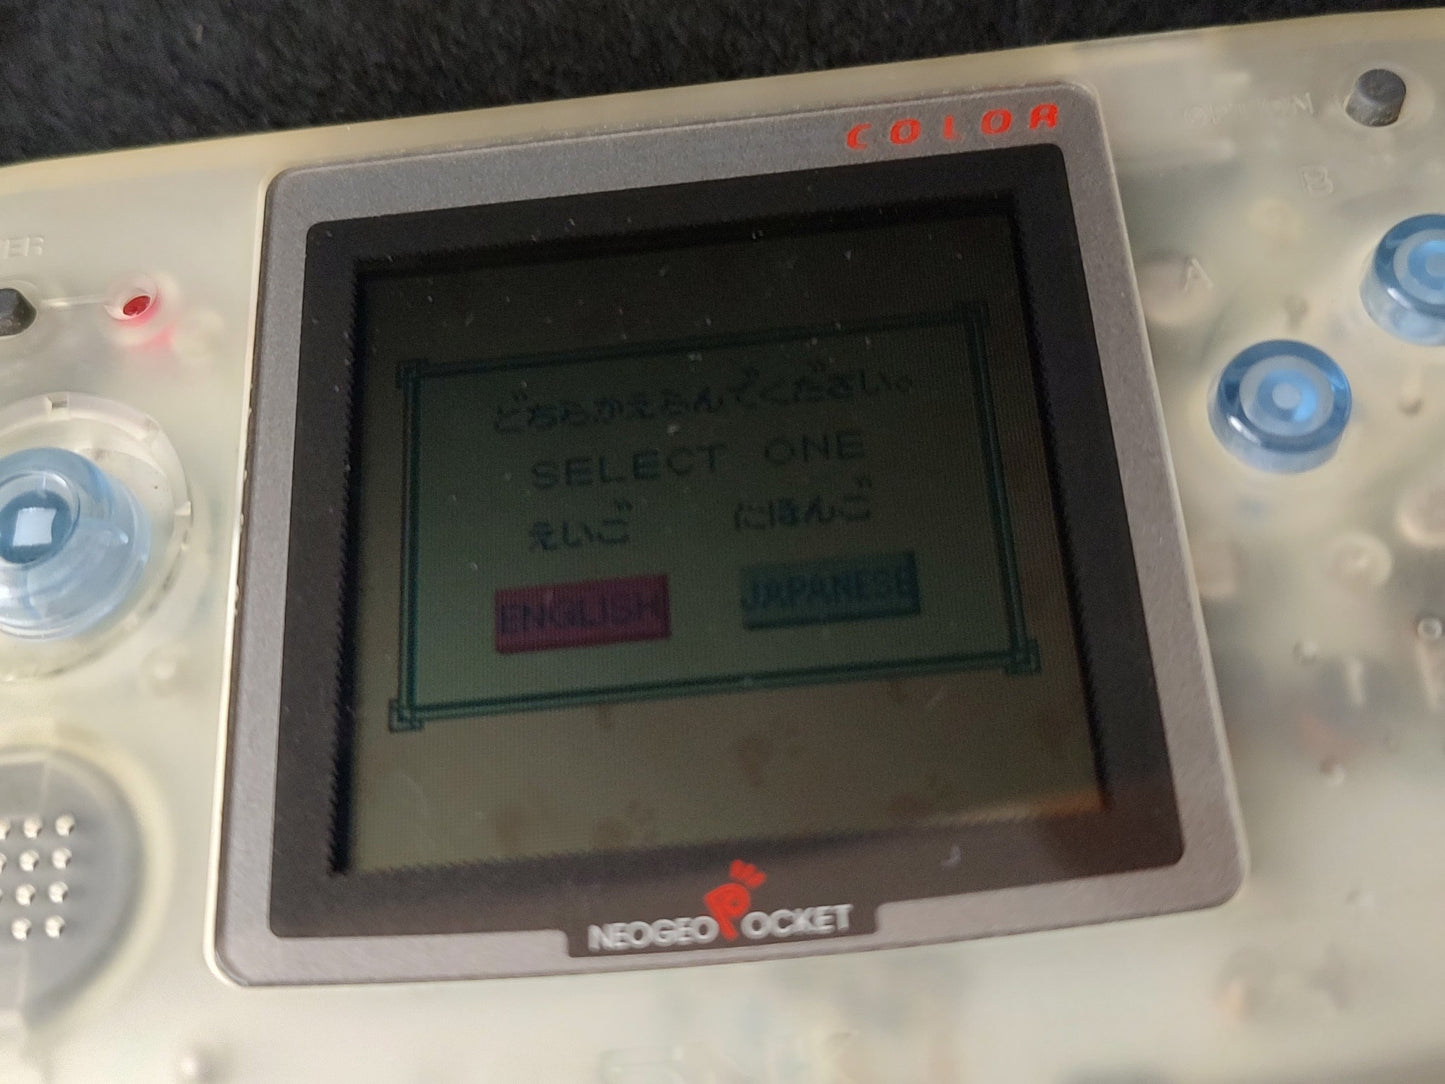 COLOR
OPTION
B
A
どちらかえらんでください。
SELECT ONE
えいご にほんご
ENGLISH JAPANESE
NEOGEO POCKET